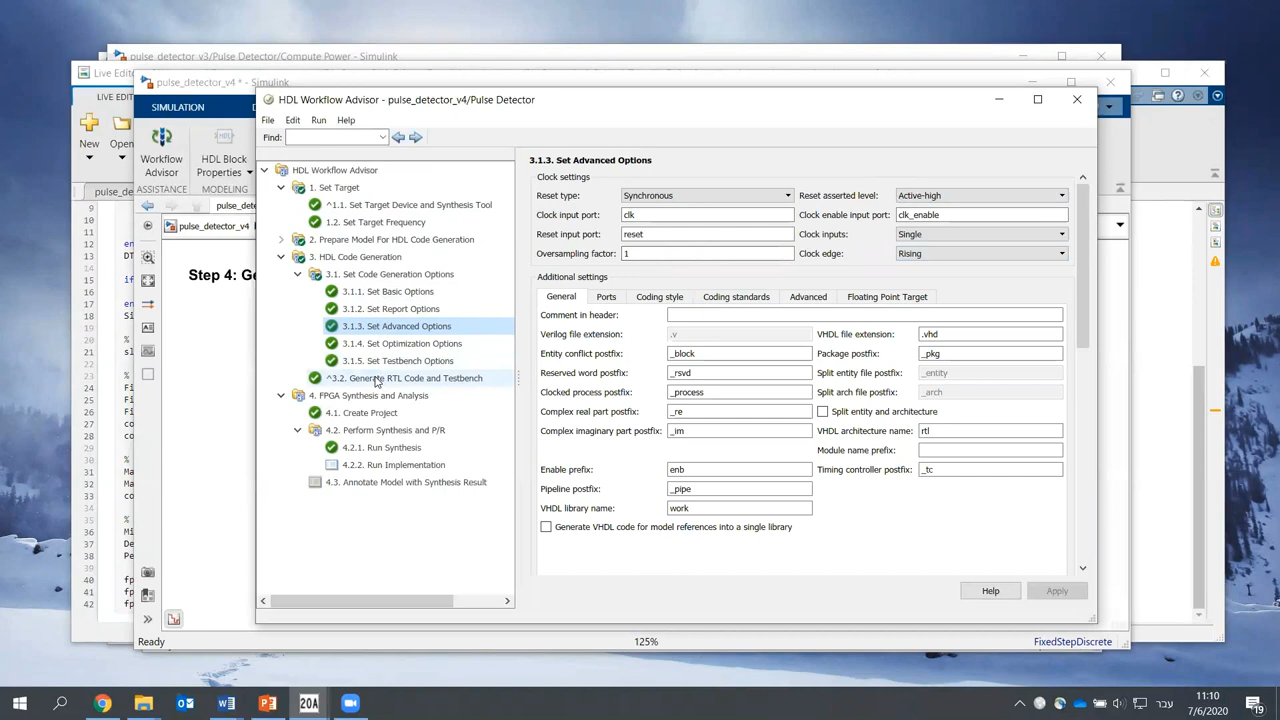 pulse_detector_v3/Pulse Detector/Compute Power - Simulink
Live Editor
pulse_detector_v4 * - Simulink
LIVE EDIT
SIMULATION
New
Open
Workflow
Advisor
HDL Block
Properties
ASSISTANCE
MODELING
pulse_de
pulse_dete
pulse_detector_v4
Step 4: Ge
9
HDL Workflow Advisor - pulse_detector_v4/Pulse Detector
File Edit Run Help
Find:
HDL Workflow Advisor
1. Set Target
^1.1. Set Target Device and Synthesis Tool
1.2. Set Target Frequency
2. Prepare Model For HDL Code Generation
3. HDL Code Generation
3.1. Set Code Generation Options
3.1.1. Set Basic Options
3.1.2. Set Report Options
3.1.3. Set Advanced Options
3.1.4. Set Optimization Options
3.1.5. Set Testbench Options
^3.2. Generate RTL Code and Testbench
4. FPGA Synthesis and Analysis
4.1. Create Project
4.2. Perform Synthesis and P/R
4.2.1. Run Synthesis
4.2.2. Run Implementation
4.3. Annotate Model with Synthesis Result
3.1.3. Set Advanced Options
Clock settings
Reset type: Synchronous Reset asserted level: Active-high
Clock input port: clk Clock enable input port: clk_enable
Reset input port: reset Clock inputs: Single
Oversampling factor: 1 Clock edge: Rising
Additional settings
General Ports Coding style Coding standards Advanced Floating Point Target
Comment in header:
Verilog file extension: .v VHDL file extension: .vhd
Entity conflict postfix: _block Package postfix: _pkg
Reserved word postfix: _rsvd Split entity file postfix: _entity
Clocked process postfix: _process Split arch file postfix: _arch
Complex real part postfix: _re Split entity and architecture
Complex imaginary part postfix: _im VHDL architecture name: rtl
Module name prefix:
Enable prefix: enb Timing controller postfix: _tc
Pipeline postfix: _pipe
VHDL library name: work
Generate VHDL code for model references into a single library
Help Apply
Ready 125% FixedStepDiscrete
20A
עבר
11:10
7/6/2020
19